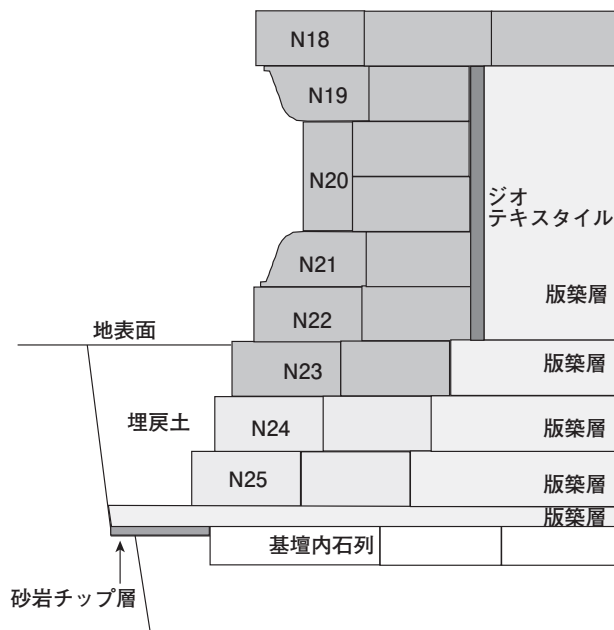 N18
N19
N20
ジオ
テキスタイル
N21
版築層
N22
地表面
版築層
N23
埋戻土
N24
版築層
N25
版築層
版築層
基壇内石列
砂岩チップ層